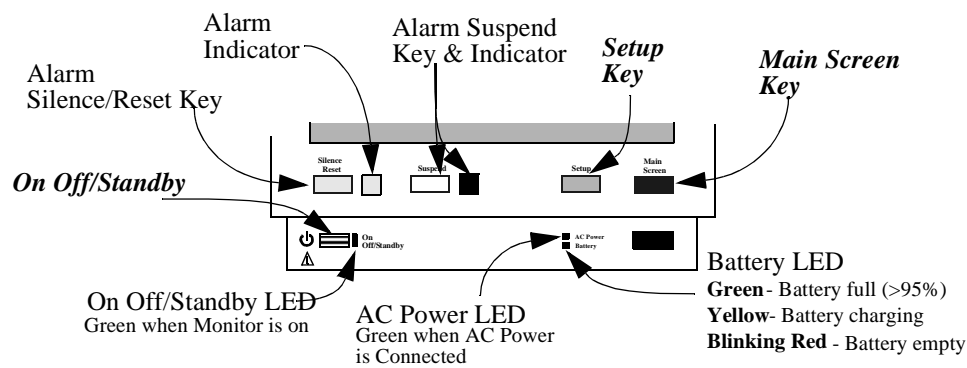 Alarm
Indicator
Alarm Suspend
Key & Indicator
Setup
Key
Main Screen
Key
Alarm
Silence/Reset Key
On Off/Standby
Silence
Reset
Suspend
Setup
Main
Screen
On
Off/Standby
AC Power
Battery
On Off/Standby LED
Green when Monitor is on
AC Power LED
Green when AC Power
is Connected
Battery LED
Green - Battery full (>95%)
Yellow- Battery charging
Blinking Red - Battery empty